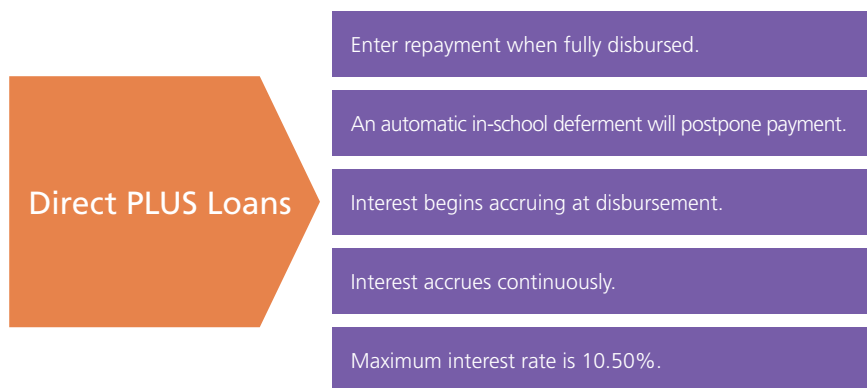 Direct PLUS Loans
Enter repayment when fully disbursed.
An automatic in-school deferment will postpone payment.
Interest begins accruing at disbursement.
Interest accrues continuously.
Maximum interest rate is 10.50%.